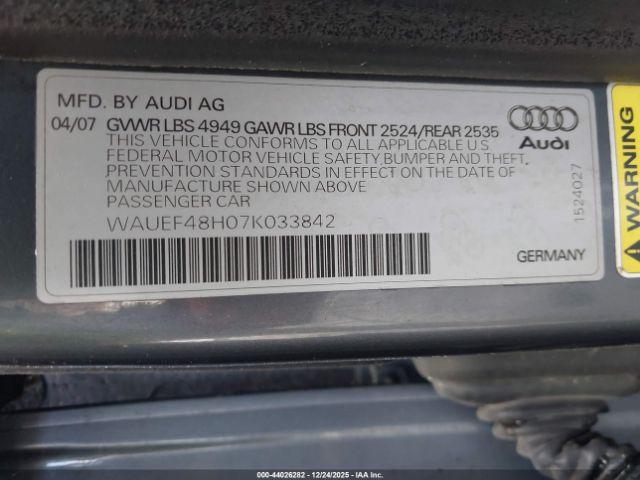 MFD. BY AUDI AG
04/07 GVWR LBS 4949 GAWR LBS FRONT 2524/REAR 2535
THIS VEHICLE CONFORMS TO ALL APPLICABLE U.S.
FEDERAL MOTOR VEHICLE SAFETY, BUMPER AND THEFT
PREVENTION STANDARDS IN EFFECT ON THE DATE OF
MANUFACTURE SHOWN ABOVE
PASSENGER CAR
WAUEF48H07K033842
Audi
1524027
GERMANY
WARNING
000-44026282 - 12/24/2025 - IAA Inc.